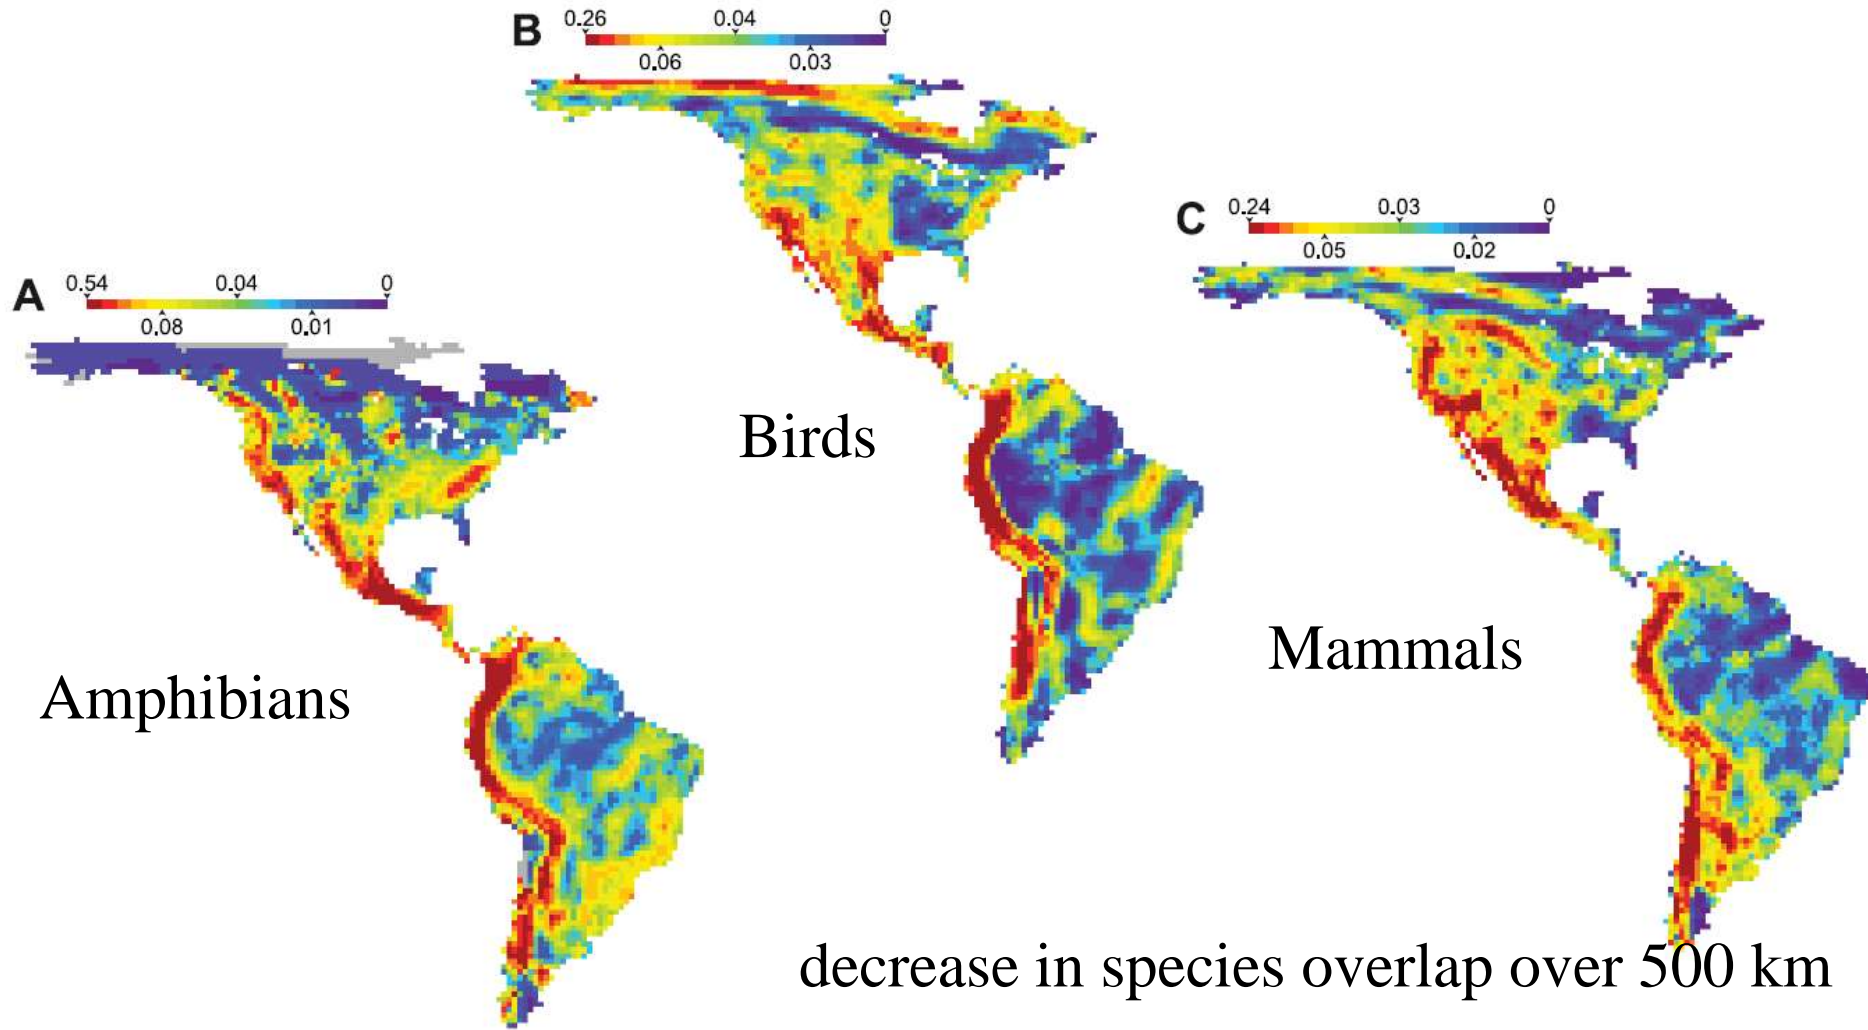 B
0.26 0.04 0
0.06 0.03
C
0.24 0.03 0
0.05 0.02
A
0.54 0.04 0
0.08 0.01
Birds
Mammals
Amphibians
decrease in species overlap over 500 km